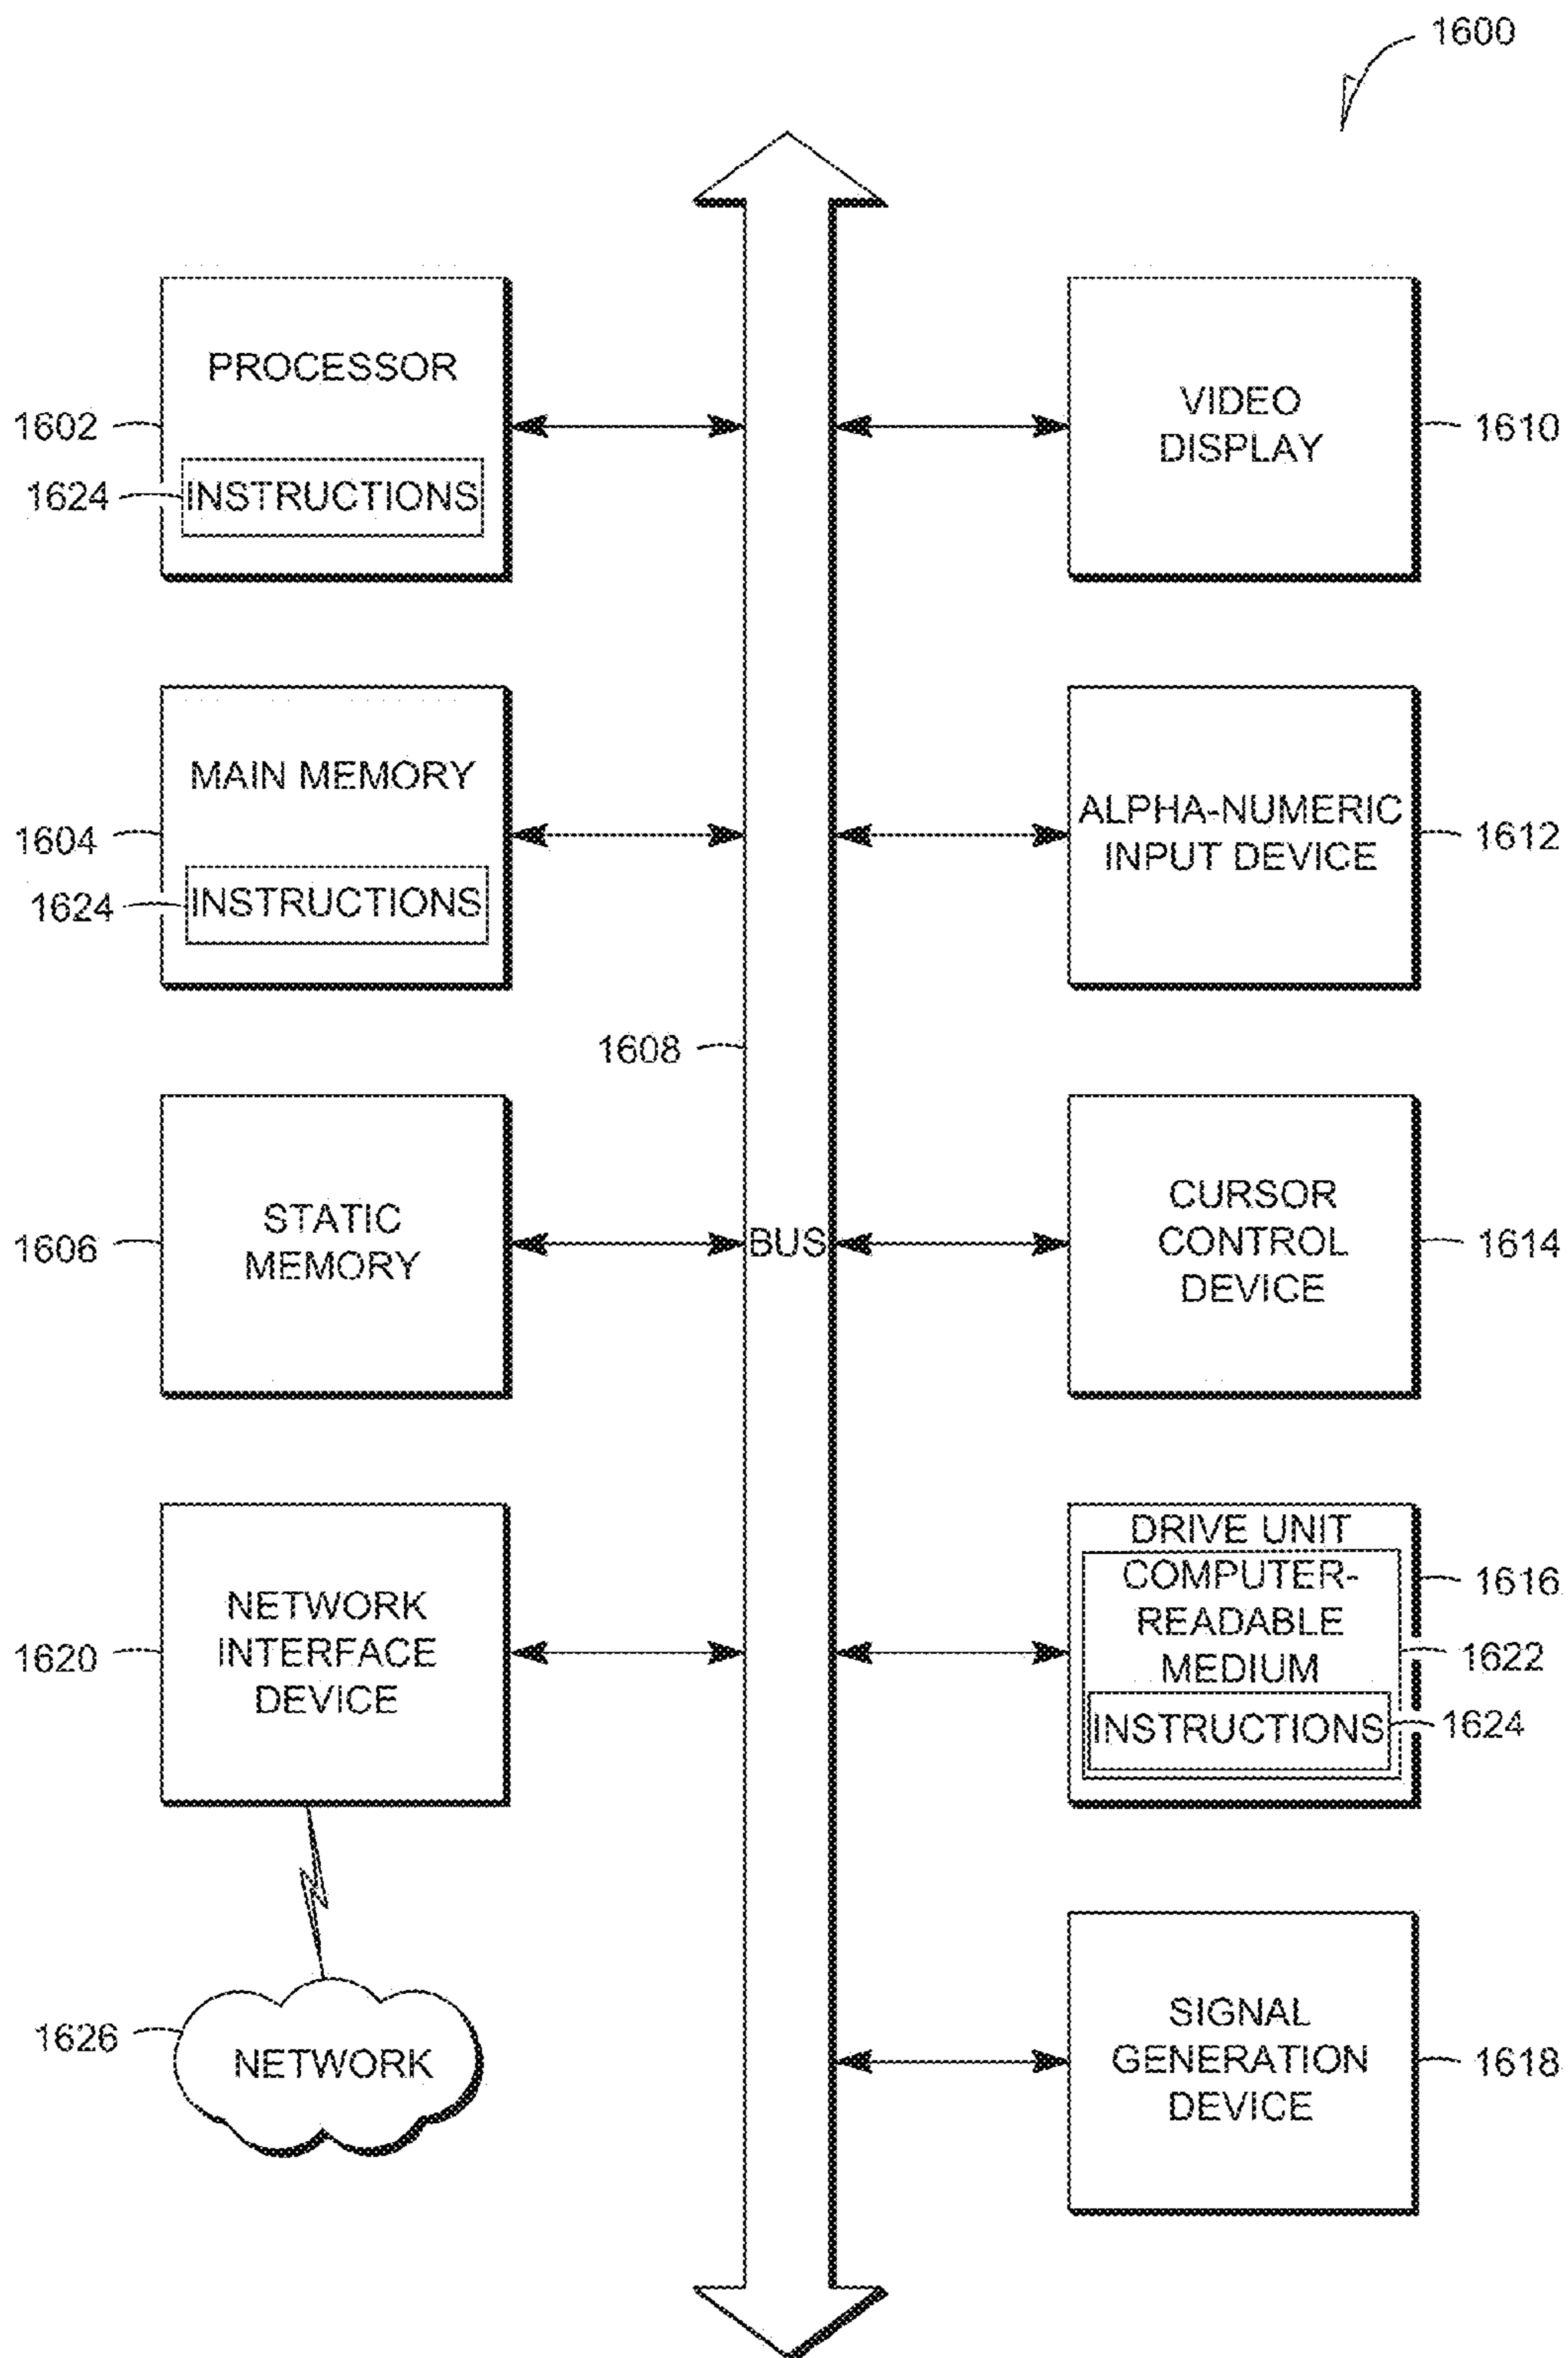 1600
PROCESSOR
1602
1624
INSTRUCTIONS
VIDEO
DISPLAY
1610
MAIN MEMORY
1604
1624
INSTRUCTIONS
ALPHA-NUMERIC
INPUT DEVICE
1612
1608
STATIC
MEMORY
1606
BUS
CURSOR
CONTROL
DEVICE
1614
NETWORK
INTERFACE
DEVICE
1620
DRIVE UNIT
COMPUTER-
READABLE
MEDIUM
INSTRUCTIONS
1616
1622
1624
1626
NETWORK
SIGNAL
GENERATION
DEVICE
1618